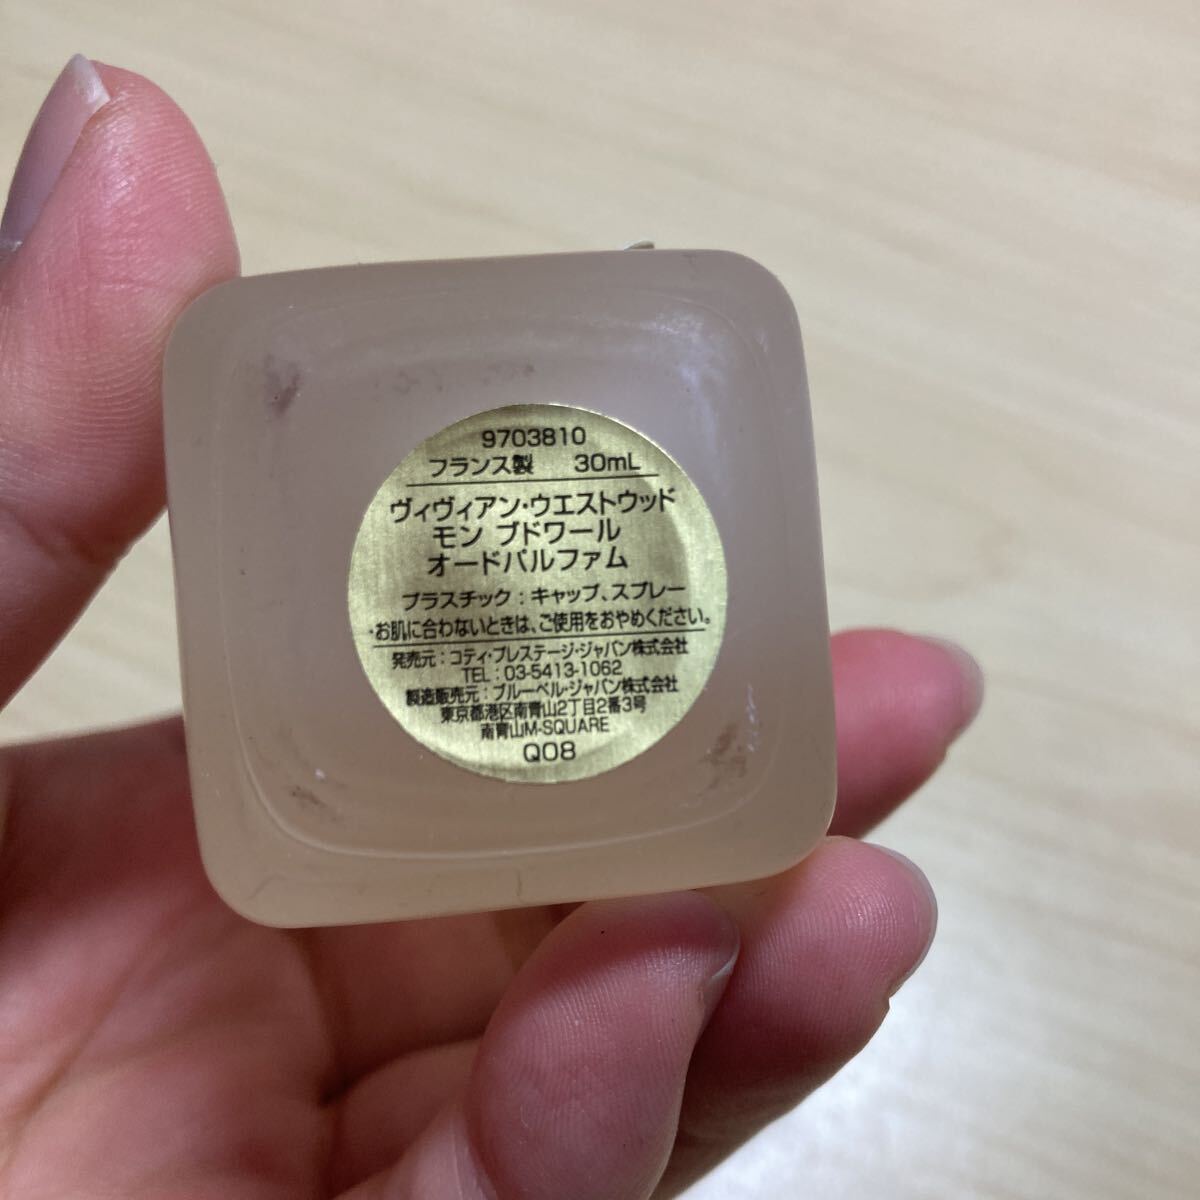 9703810
フランス製 30mL
ヴィヴィアン・ウエストウッド
モン ブドワール
オードパルファム
プラスチック：キャップ、スプレー
・お肌に合わないときは、ご使用をおやめください。
発売元：コティ・プレステージ・ジャパン株式会社
TEL：03-5413-1062
製造販売元：ブルーベル・ジャパン株式会社
東京都港区南青山2丁目2番3号
南青山M-SQUARE
Q08